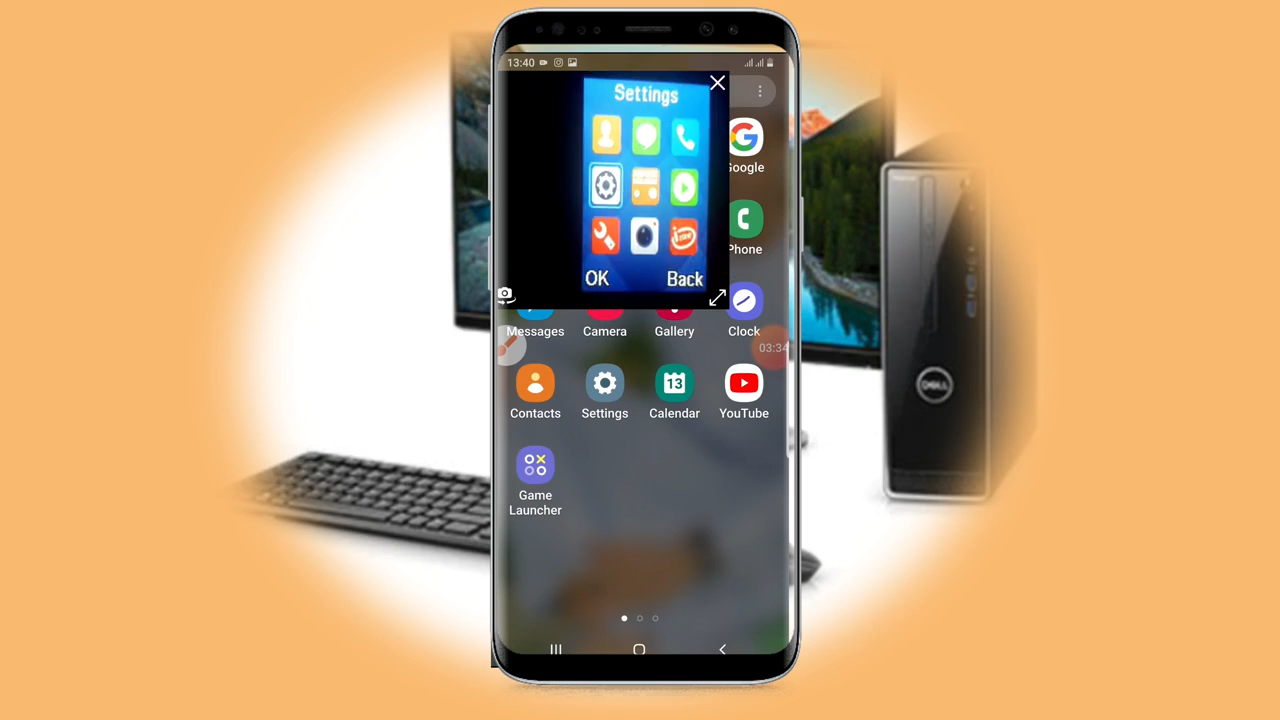 13:40
Settings
Google
OK
Back
Phone
Messages
Camera
Gallery
Clock
03:34
13
Contacts
Settings
Calendar
YouTube
Game
Launcher
DELL